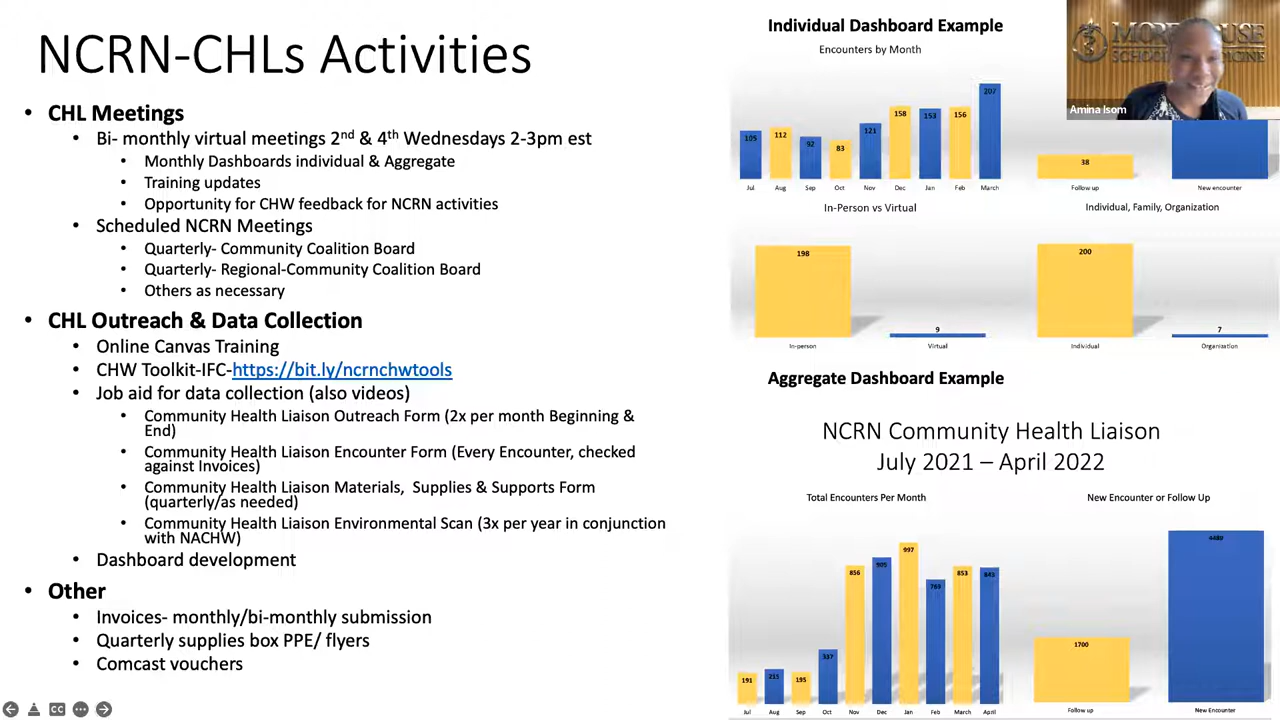 NCRN-CHLs Activities
• CHL Meetings
• Bi- monthly virtual meetings 2nd & 4th Wednesdays 2-3pm est
• Monthly Dashboards individual & Aggregate
• Training updates
• Opportunity for CHW feedback for NCRN activities
• Scheduled NCRN Meetings
• Quarterly- Community Coalition Board
• Quarterly- Regional-Community Coalition Board
• Others as necessary
• CHL Outreach & Data Collection
• Online Canvas Training
• CHW Toolkit-IFC-https://bit.ly/ncrnchwtools
• Job aid for data collection (also videos)
• Community Health Liaison Outreach Form (2x per month Beginning &
End)
• Community Health Liaison Encounter Form (Every Encounter, checked
against Invoices)
• Community Health Liaison Materials, Supplies & Supports Form
(quarterly/as needed)
• Community Health Liaison Environmental Scan (3x per year in conjunction
with NACHW)
• Dashboard development
• Other
• Invoices- monthly/bi-monthly submission
• Quarterly supplies box PPE/ flyers
• Comcast vouchers
CC
Individual Dashboard Example
Encounters by Month
105 112 92 83 121 158 153 156 207
Jul Aug Sep Oct Nov Dec Jan Feb March
SCHOOL
Amina Isom
38
Follow up New encounter
In-Person vs Virtual
198 9
In-person Virtual
Individual, Family, Organization
200 7
Individual Organization
Aggregate Dashboard Example
NCRN Community Health Liaison
July 2021 – April 2022
Total Encounters Per Month
191 195 337 856 905 997 853
Jul Aug Sep Oct Nov Dec Jan Feb March April
New Encounter or Follow Up
1700
Follow up New Encounter